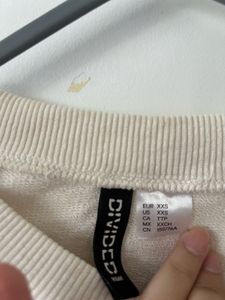 DIVIDED
H&M
EUR XXS
US XXS
CA TTP
MX XXCH
CN 155/76A